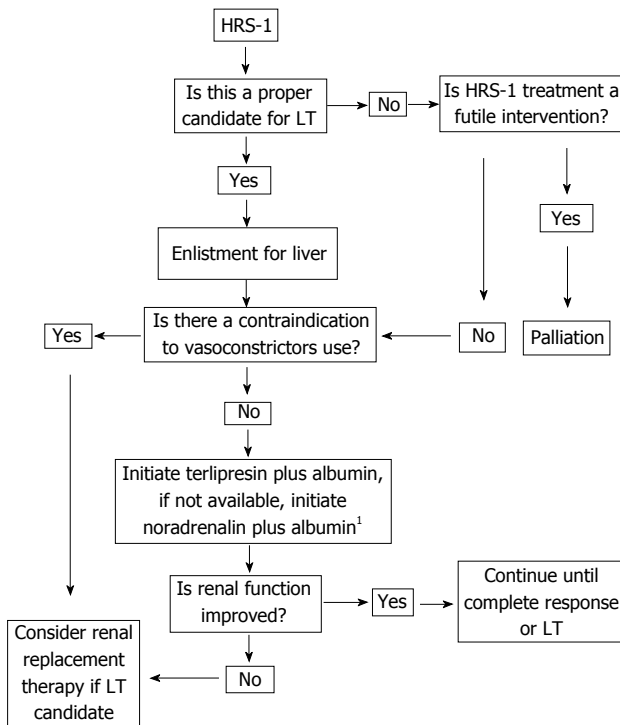 HRS-1
Is this a proper
candidate for LT
No
Is HRS-1 treatment a
futile intervention?
Yes
Yes
Enlistment for liver
Yes
Is there a contraindication
to vasoconstrictors use?
No
Palliation
No
Initiate terlipresin plus albumin,
if not available, initiate
noradrenalin plus albumin¹
Is renal function
improved?
Yes
Continue until
complete response
or LT
Consider renal
replacement
therapy if LT
candidate
No